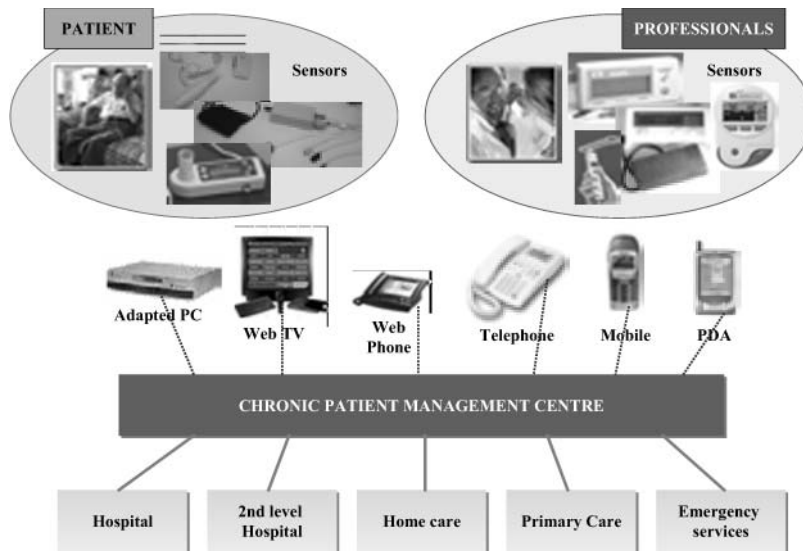 PATIENT
Sensors
PROFESSIONALS
Sensors
Adapted PC
Web TV
Web
Phone
Telephone
Mobile
PDA
CHRONIC PATIENT MANAGEMENT CENTRE
Hospital
2nd level
Hospital
Home care
Primary Care
Emergency
services